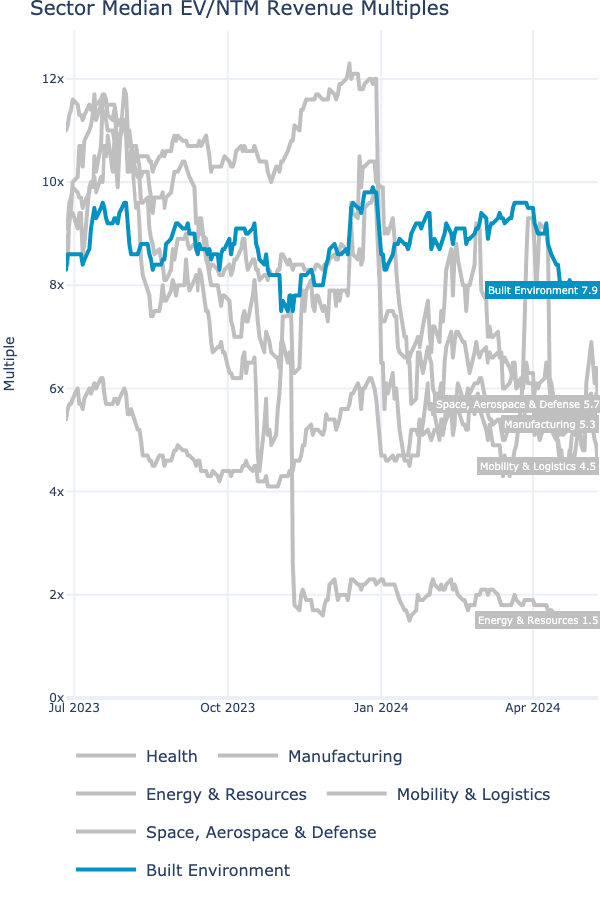 Sector Median EV/NTM Revenue Multiples
12x
10x
8x
6x
4x
2x
0x
Multiple
Built Environment 7.9
Space, Aerospace & Defense 5.7
Manufacturing 5.3
Mobility & Logistics 4.5
Energy & Resources 1.5
Jul 2023 Oct 2023 Jan 2024 Apr 2024
Health Manufacturing
Energy & Resources Mobility & Logistics
Space, Aerospace & Defense
Built Environment